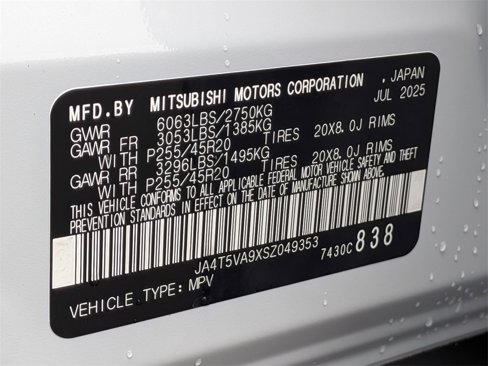 MFD.BY MITSUBISHI MOTORS CORPORATION , JAPAN
GVWR 6063LBS/2750KG JUL 2025
GAWR FR 3053LBS/1385KG
WITH P255/45R20 TIRES 20X8.0J RIMS
GAWR RR 3296LBS/1495KG
WITH P255/45R20 TIRES 20X8.0J RIMS
THIS VEHICLE CONFORMS TO ALL APPLICABLE FEDERAL MOTOR VEHICLE SAFETY AND THEFT
PREVENTION STANDARDS IN EFFECT ON THE DATE OF MANUFACTURE SHOWN ABOVE.
JA4T5VA9XSZ049353 7430C 838
VEHICLE TYPE: MPV